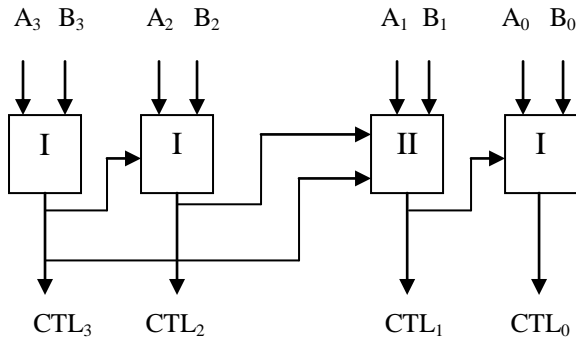 A₃ B₃ A₂ B₂ A₁ B₁ A₀ B₀
I I II I
CTL₃ CTL₂ CTL₁ CTL₀